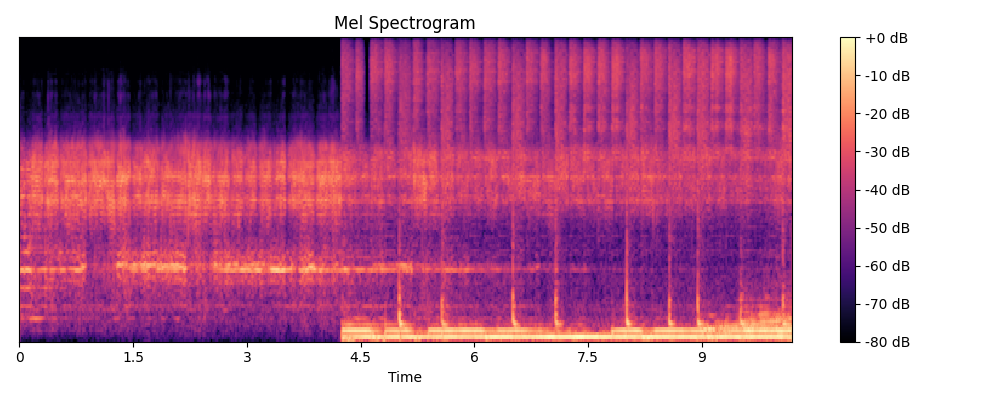 Mel Spectrogram
+0 dB
-10 dB
-20 dB
-30 dB
-40 dB
-50 dB
-60 dB
-70 dB
-80 dB
0 1.5 3 4.5 6 7.5 9
Time